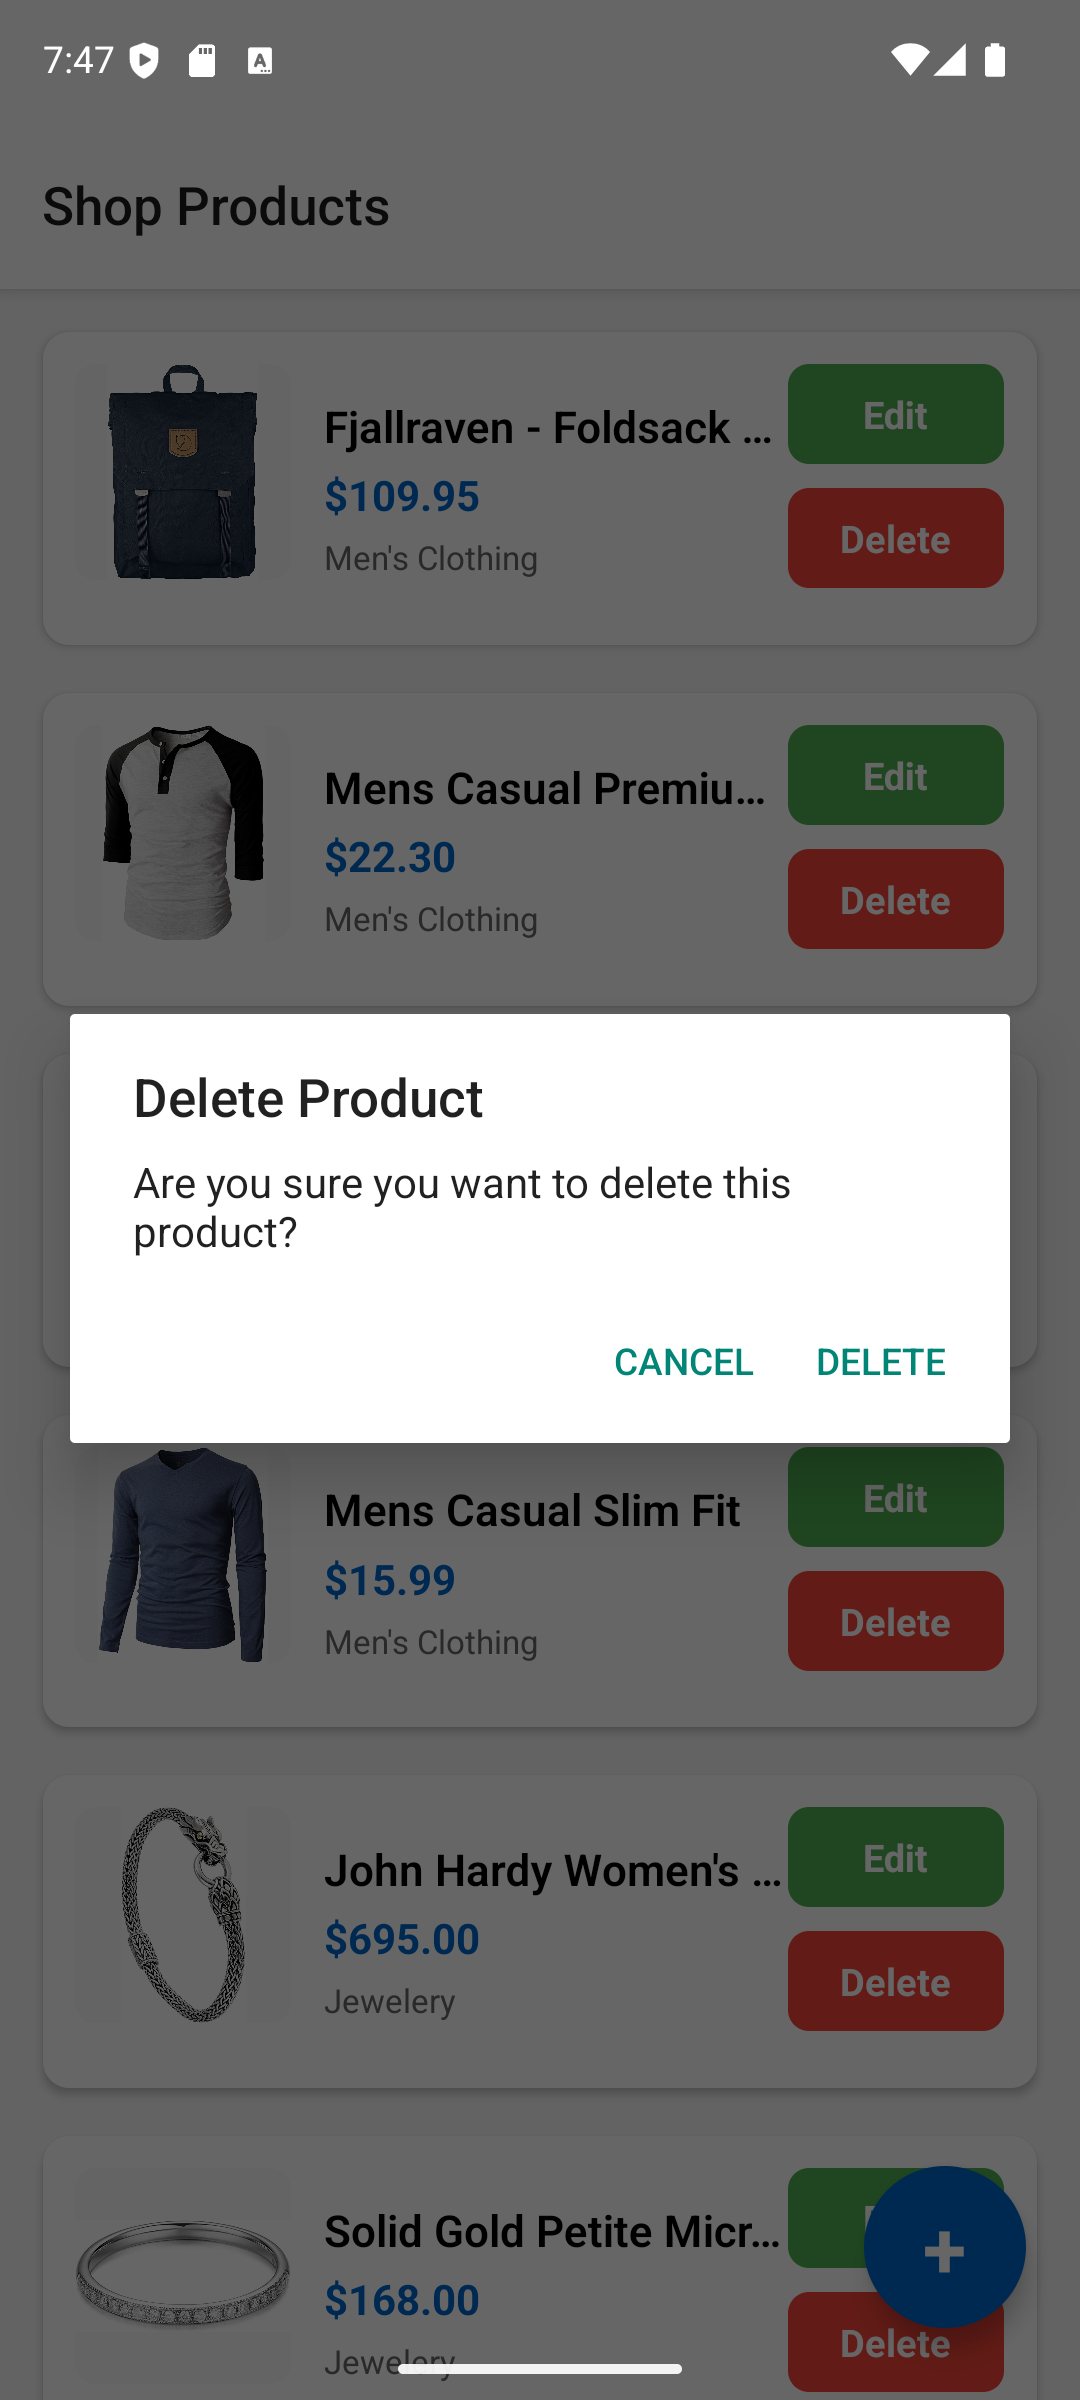 7:47
Shop Products
Fjallraven - Foldsack ...
$109.95
Men's Clothing
Edit
Delete
Mens Casual Premiu...
$22.30
Men's Clothing
Edit
Delete
Delete Product
Are you sure you want to delete this
product?
CANCEL
DELETE
Mens Casual Slim Fit
$15.99
Men's Clothing
Edit
Delete
John Hardy Women's ...
$695.00
Jewelery
Edit
Delete
Solid Gold Petite Micr...
$168.00
Jewelery
+
Delete